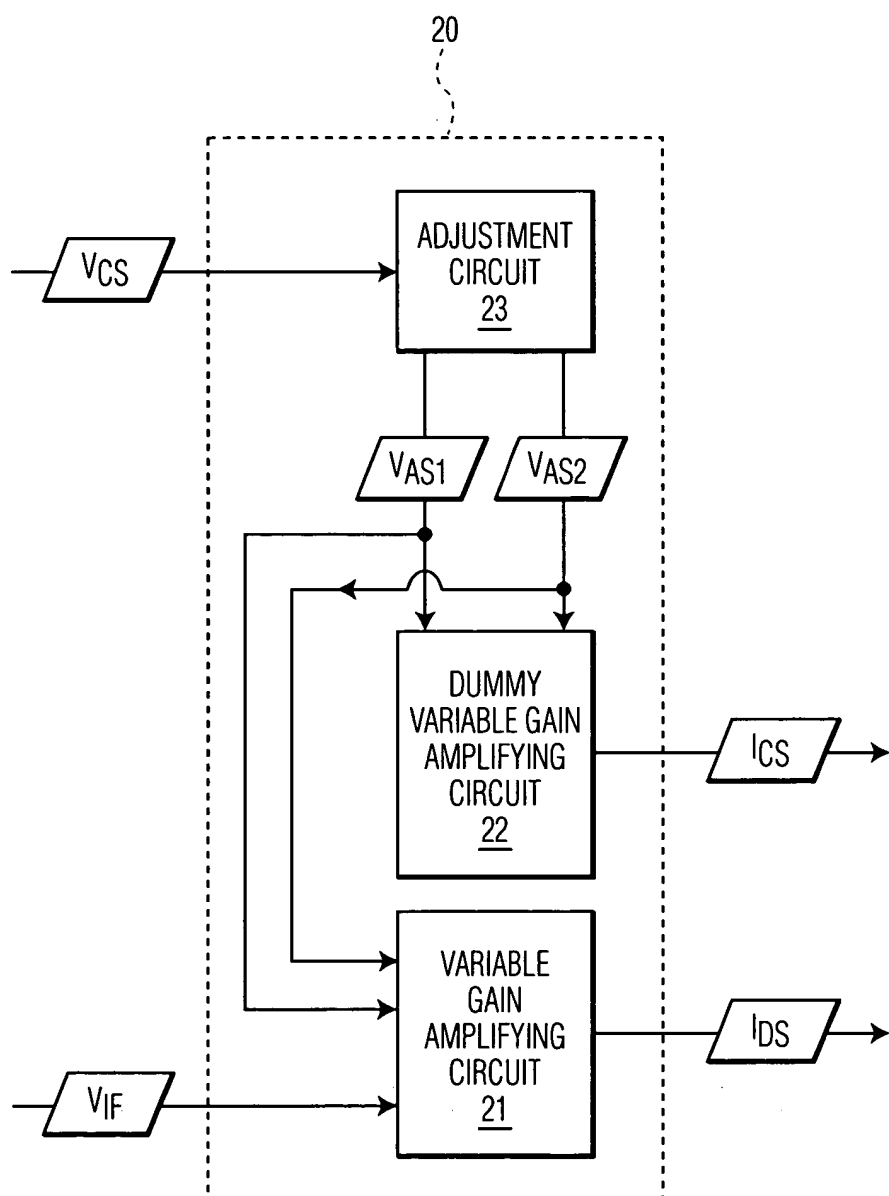 20
ADJUSTMENT
CIRCUIT
23
VCS
VAS1
VAS2
DUMMY
VARIABLE GAIN
AMPLIFYING
CIRCUIT
22
ICS
VARIABLE
GAIN
AMPLIFYING
CIRCUIT
21
IDS
VIF